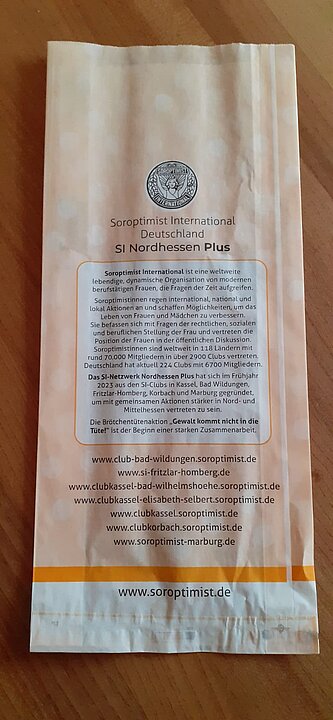 Soroptimist International
Deutschland
SI Nordhessen Plus
Soroptimist International ist eine weltweite
lebendige, dynamische Organisation von modernen
berufstätigen Frauen, die Fragen der Zeit aufgreifen.
Soroptimistinnen regen international, national und
lokal Aktionen an und schaffen Möglichkeiten, um das
Leben von Frauen und Mädchen zu verbessern.
Sie befassen sich mit Fragen der rechtlichen, sozialen
und beruflichen Stellung der Frau und vertreten die
Position der Frauen in der öffentlichen Diskussion.
Soroptimistinnen sind weltweit in 118 Ländern mit
rund 70.000 Mitgliedern in über 2900 Clubs vertreten.
Deutschland hat aktuell 224 Clubs mit 6700 Mitgliedern.
Das SI-Netzwerk Nordhessen Plus hat sich im Frühjahr
2023 aus den SI-Clubs in Kassel, Bad Wildungen,
Fritzlar-Homberg, Korbach und Marburg gegründet,
um mit gemeinsamen Aktionen stärker in Nord- und
Mittelhessen vertreten zu sein.
Die Brötchentütenaktion „Gewalt kommt nicht in die
Tüte!" ist der Beginn einer starken Zusammenarbeit.
www.club-bad-wildungen.soroptimist.de
www.si-fritzlar-homberg.de
www.clubkassel-bad-wilhelmshoehe.soroptimist.de
www.clubkassel-elisabeth-selbert.soroptimist.de
www.clubkassel.soroptimist.de
www.clubkorbach.soroptimist.de
www.soroptimist-marburg.de
www.soroptimist.de